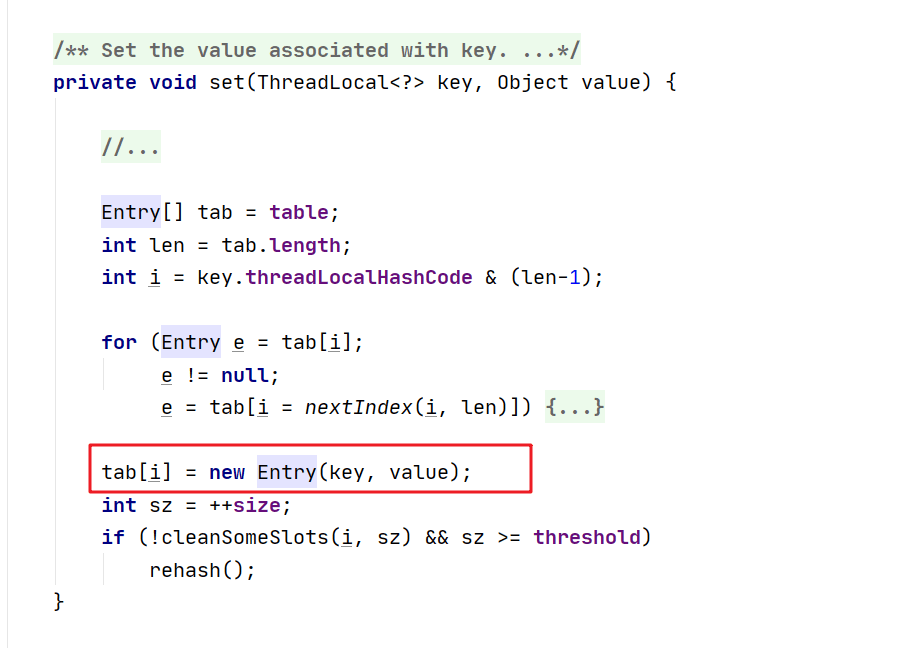 /** Set the value associated with key. ...*/
private void set(ThreadLocal<?> key, Object value) {
//...
Entry[] tab = table;
int len = tab.length;
int i = key.threadLocalHashCode & (len-1);
for (Entry e = tab[i];
e != null;
e = tab[i = nextIndex(i, len)]) {...}
tab[i] = new Entry(key, value);
int sz = ++size;
if (!cleanSomeSlots(i, sz) && sz >= threshold)
rehash();
}